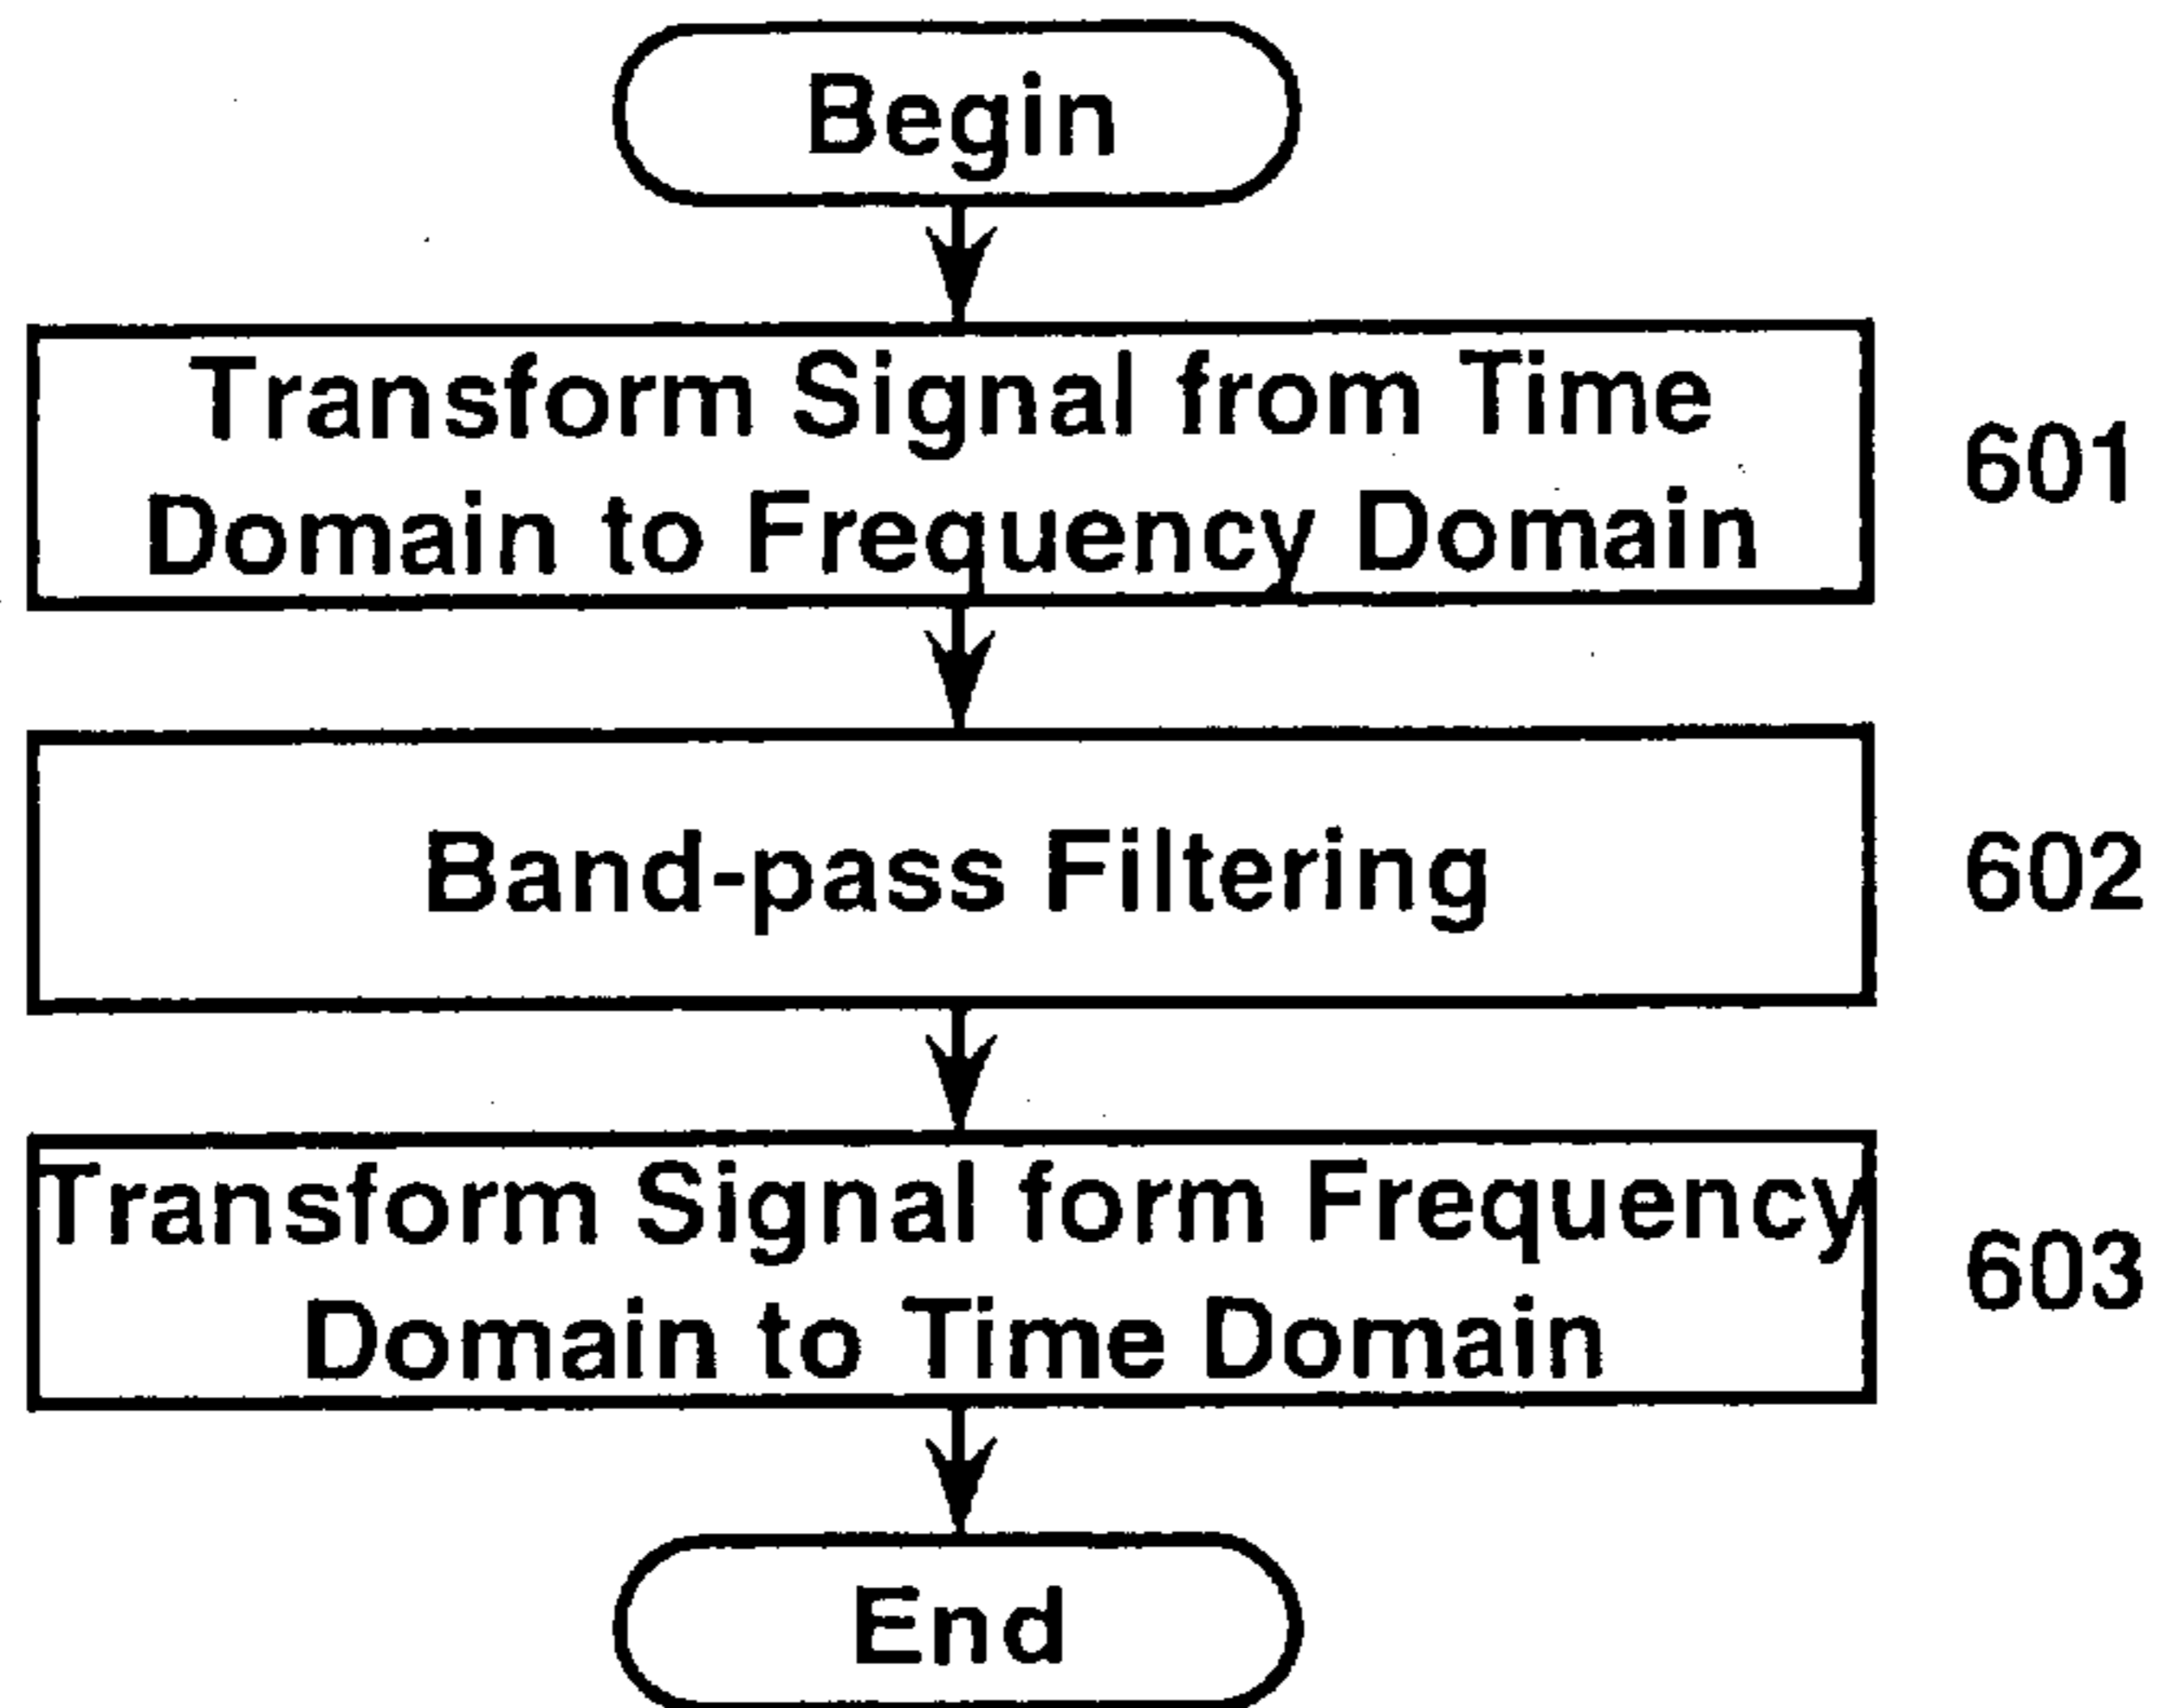 Begin
Transform Signal from Time
Domain to Frequency Domain
601
Band-pass Filtering
602
Transform Signal form Frequency
Domain to Time Domain
603
End